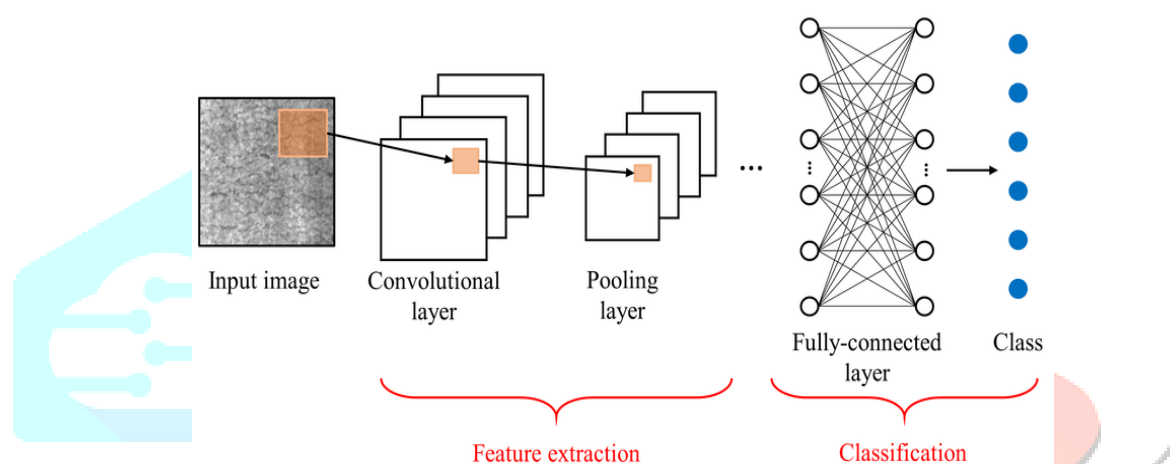 Input image
Convolutional
layer
Pooling
layer
...
Fully-connected
layer
Class
Feature extraction
Classification